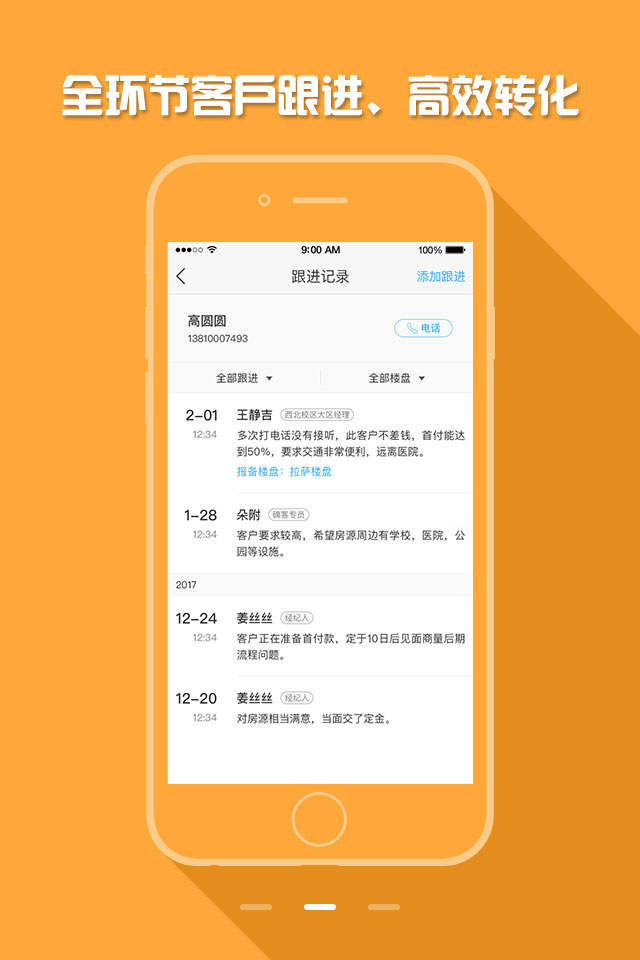 全环节客戶跟进、高效转化
9:00 AM
100%
跟进记录
添加跟进
高圆圆
13810007493
电话
全部跟进
全部楼盘
2-01
王静吉
西北校区大区经理
12:34
多次打电话没有接听，此客户不差钱，首付能达
到50%，要求交通非常便利，远离医院。
报备楼盘：拉萨楼盘
1-28
朵附
确客专员
12:34
客户要求较高，希望房源周边有学校，医院，公
园等设施。
2017
12-24
姜丝丝
经纪人
12:34
客户正在准备首付款，定于10日后见面商量后期
流程问题。
12-20
姜丝丝
经纪人
12:34
对房源相当满意，当面交了定金。